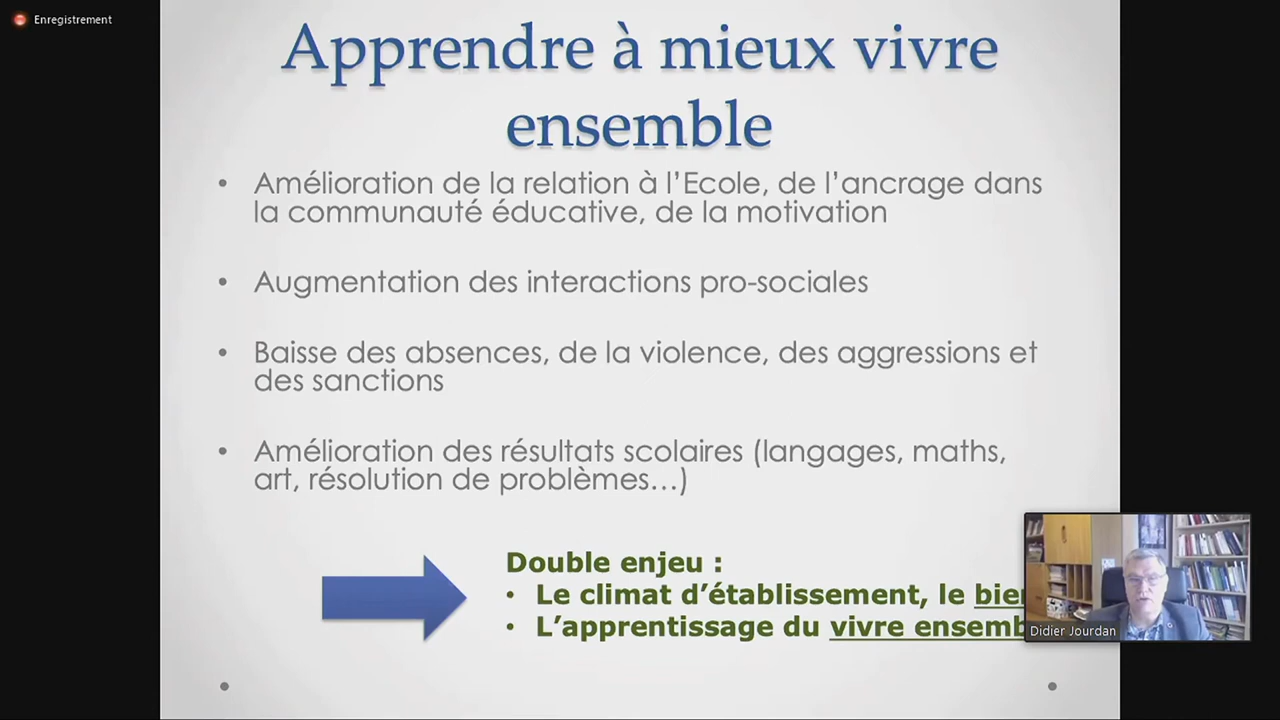 Enregistrement
Apprendre à mieux vivre
ensemble
• Amélioration de la relation à l’Ecole, de l’ancrage dans
la communauté éducative, de la motivation
• Augmentation des interactions pro-sociales
• Baisse des absences, de la violence, des aggressions et
des sanctions
• Amélioration des résultats scolaires (langages, maths,
art, résolution de problèmes…)
Double enjeu :
• Le climat d’établissement, le
• L’apprentissage du vivre
Didier Jourdan